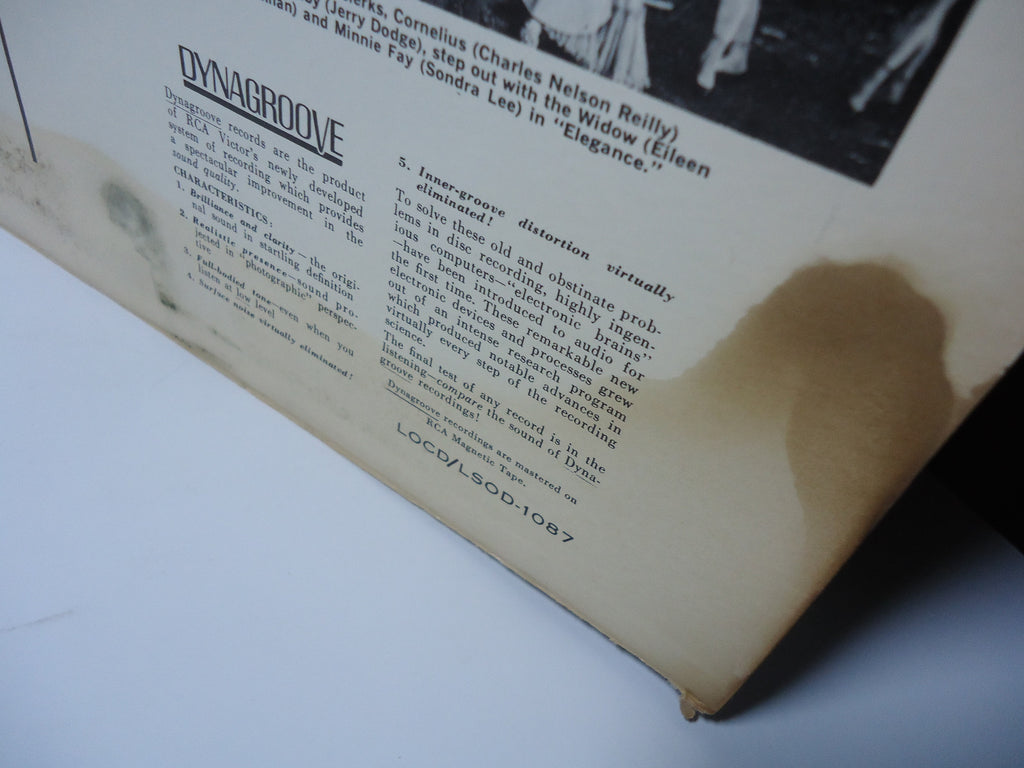 erks, Cornelius (Charles Nelson Reilly)
by (Jerry Dodge), step out with the Widow (Eileen
nan) and Minnie Fay (Sondra Lee) in "Elegance."
DYNAGROOVE
Dynagroove records are the product
of RCA Victor's newly developed
system of recording which provides
a spectacular improvement in the
sound quality.
CHARACTERISTICS:
1. Brilliance and clarity—the origi-
nal sound in startling definition
2. Realistic presence—sound pro-
jected in "photographic" perspec-
tive
3. Full-bodied tone—even when you
listen at low level
4. Surface noise virtually eliminated!
5. Inner-groove distortion virtually
eliminated!
To solve these old and obstinate prob-
lems in disc recording, highly ingen-
ious computers—"electronic brains"
—have been introduced to audio for
the first time. These remarkable new
electronic devices and processes grew
out of an intense research program
which produced notable advances in
virtually every step of the recording
science.
The final test of any record is in the
listening—compare the sound of Dyna-
groove recordings!
Dynagroove recordings are mastered on
RCA Magnetic Tape.
LOCD/LSOD-1087